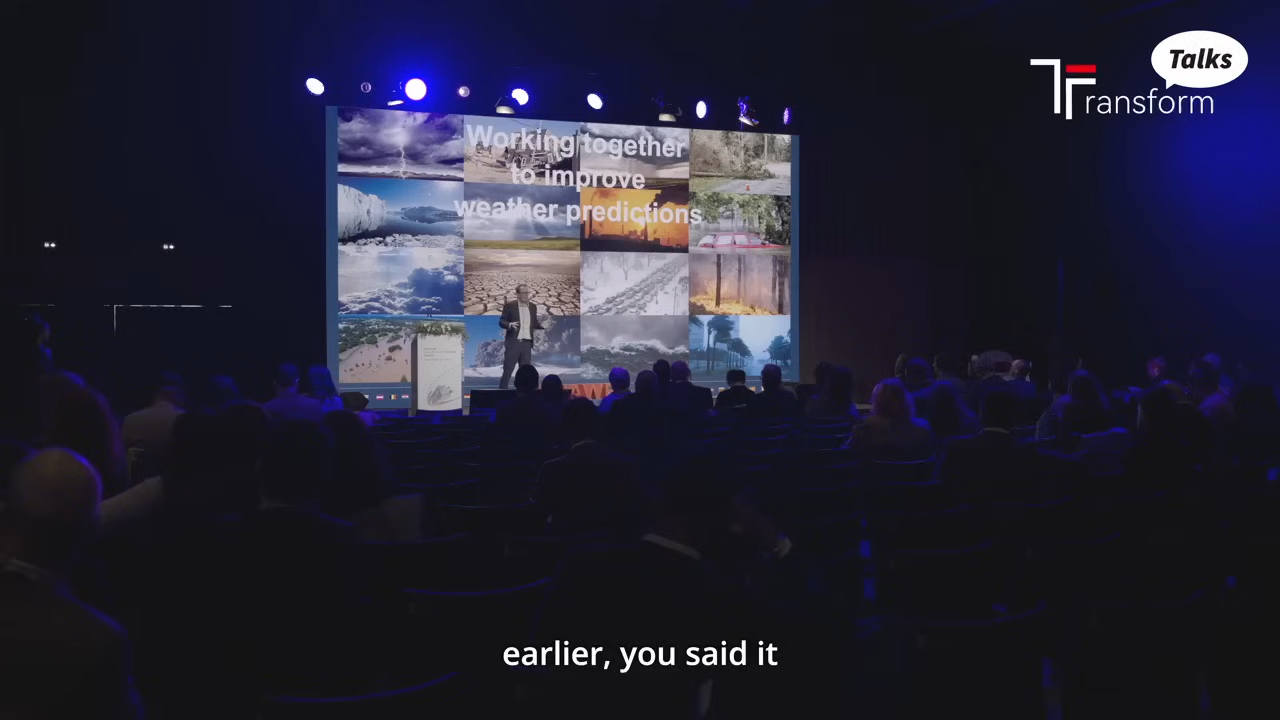 Talks
Transform
Working together
to improve
weather predictions
earlier, you said it